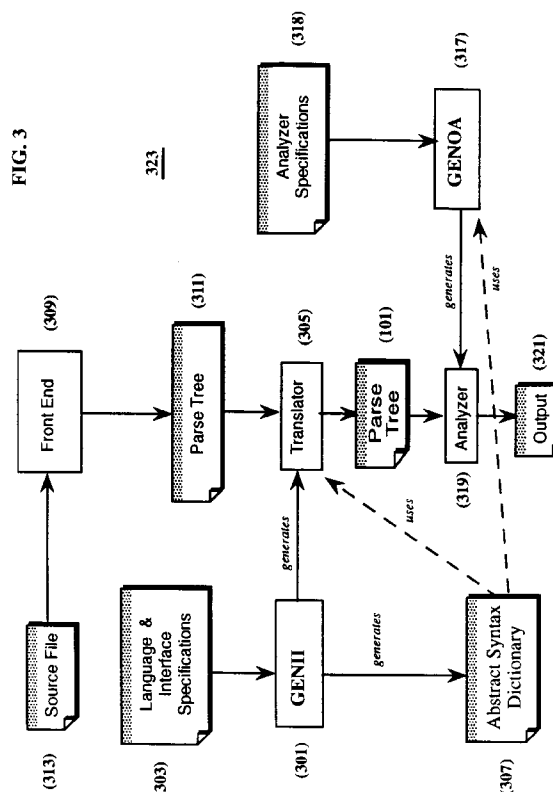 FIG. 3
323
(313)
Source File
Front End
(309)
(303)
Language &
Interface
Specifications
Parse Tree
(311)
Analyzer
Specifications
(318)
(301)
GENII
generates
Translator
(305)
generates
uses
Parse
Tree
(101)
(307)
Abstract Syntax
Dictionary
(319)
Analyzer
generates
GENOA
(317)
uses
Output
(321)